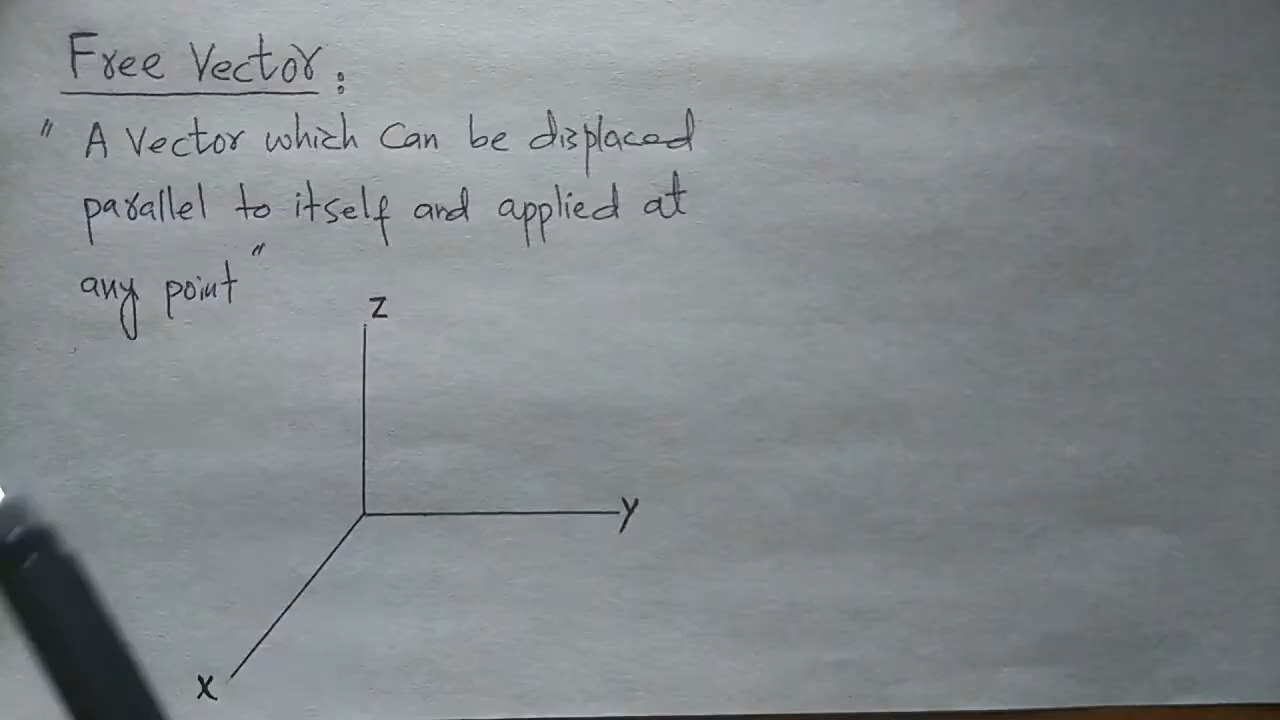 Free Vector:
" A Vector which Can be displaced
parallel to itself and applied at
any point"
Z
y
x